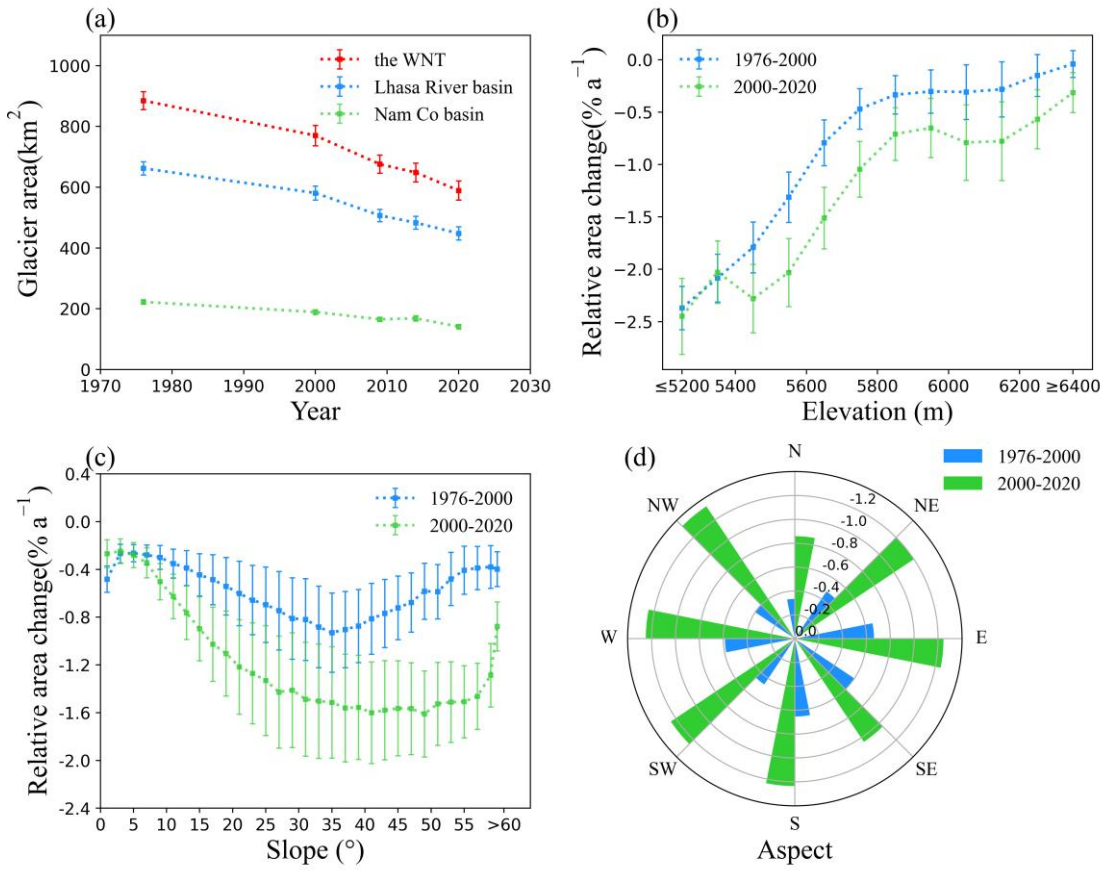 (a)
the WNT
Lhasa River basin
Nam Co basin
Glacier area(km²)
1000
800
600
400
200
0
1970 1980 1990 2000 2010 2020 2030
Year
(b)
1976-2000
2000-2020
Relative area change(% a⁻¹)
0.0
−0.5
−1.0
−1.5
−2.0
−2.5
≤5200 5400 5600 5800 6000 6200 ≥6400
Elevation (m)
(c)
1976-2000
2000-2020
Relative area change(% a⁻¹)
0.4
0.0
-0.4
-0.8
-1.2
-1.6
-2.0
-2.4
0 5 10 15 20 25 30 35 40 45 50 55 >60
Slope (°)
(d)
1976-2000
2000-2020
N
NW
NE
W
E
SW
SE
S
-1.2
-1.0
-0.8
-0.6
-0.4
-0.2
0.0
Aspect